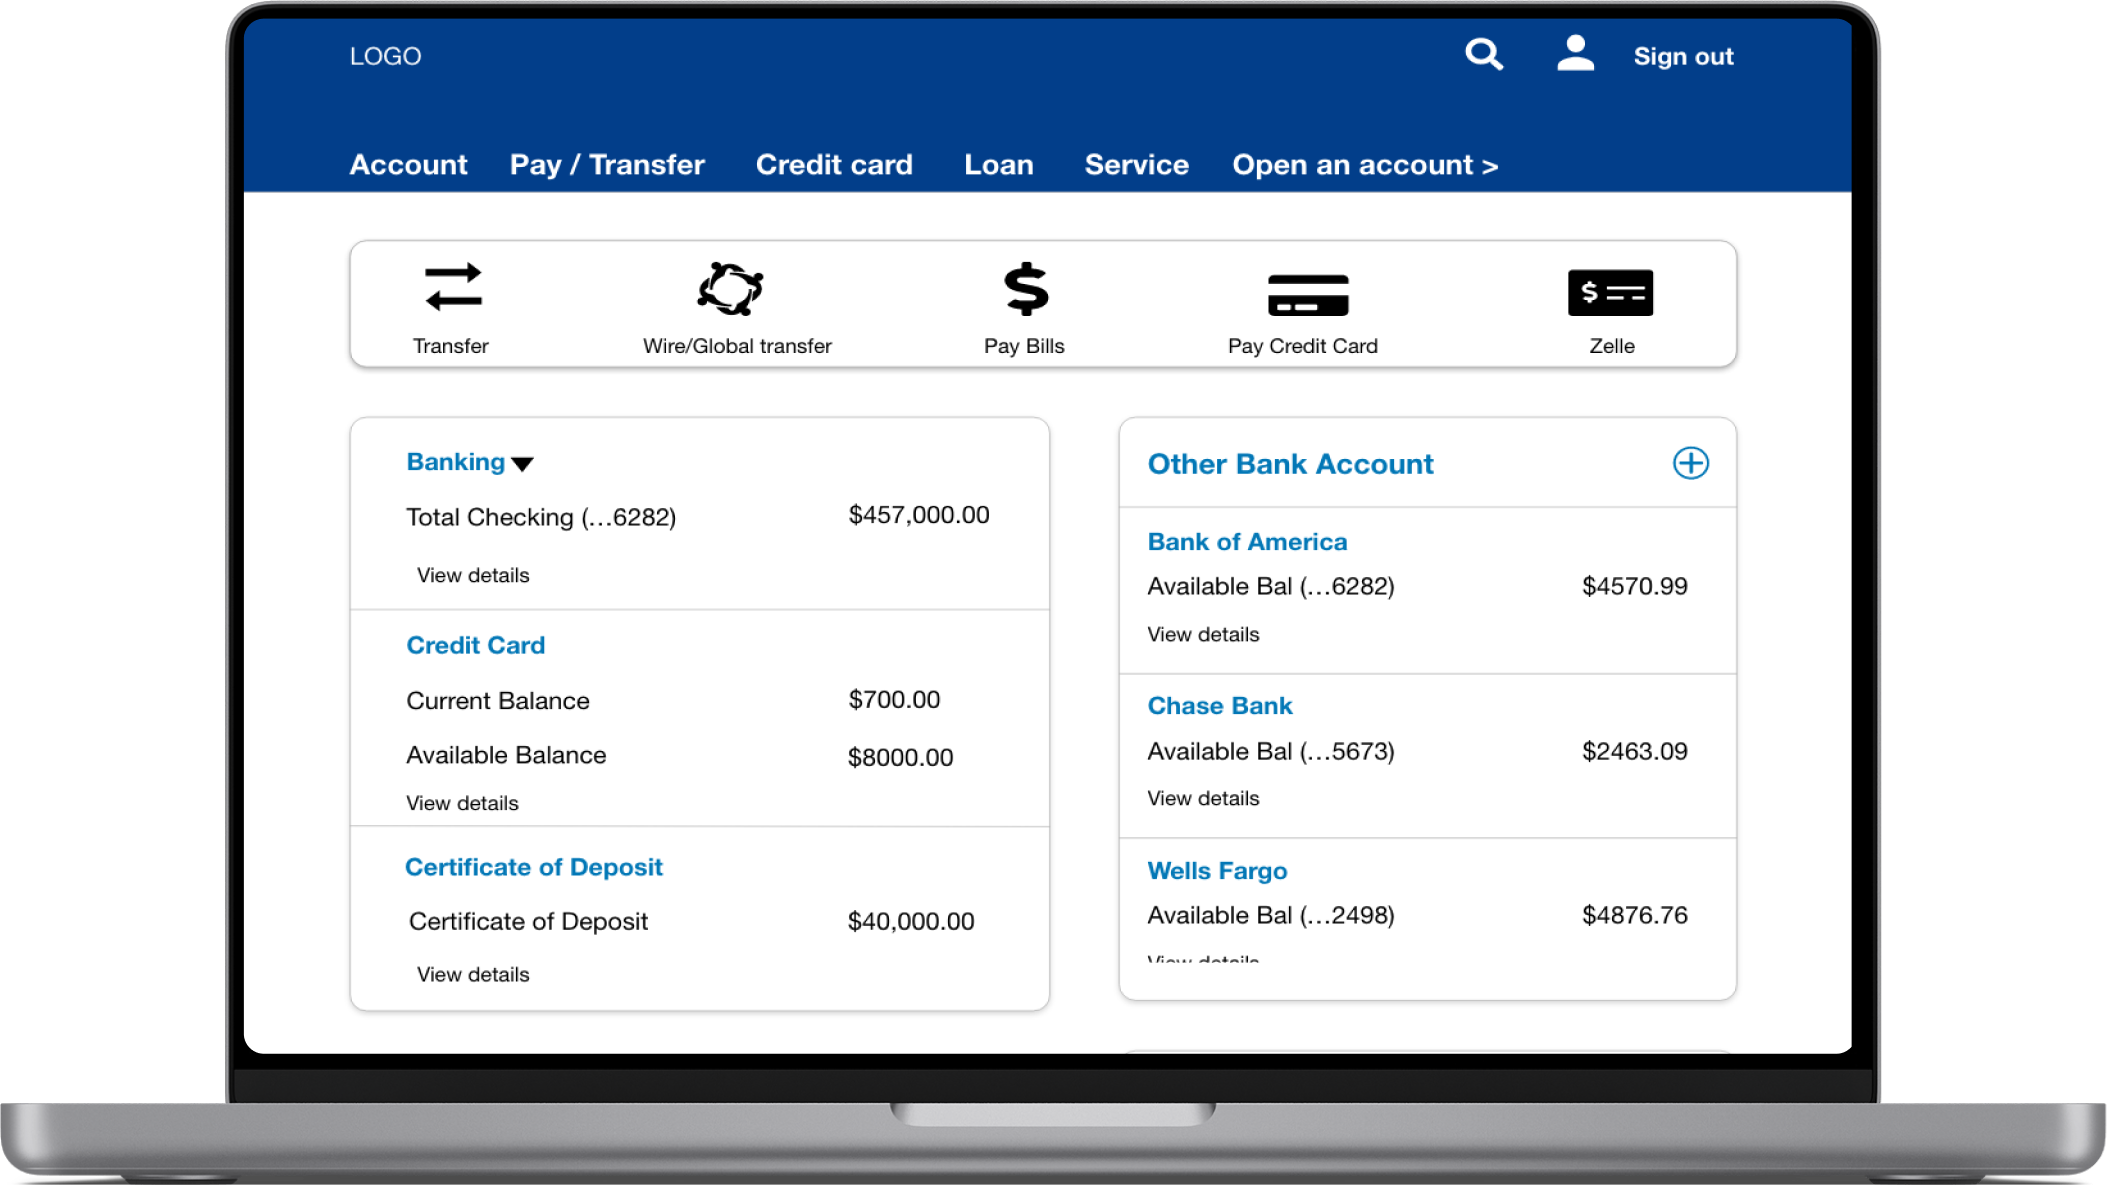 LOGO
Sign out
Account Pay / Transfer Credit card Loan Service Open an account >
Transfer Wire/Global transfer Pay Bills Pay Credit Card Zelle
Banking
Total Checking (...6282) $457,000.00
View details
Credit Card
Current Balance $700.00
Available Balance $8000.00
View details
Certificate of Deposit
Certificate of Deposit $40,000.00
View details
Other Bank Account
Bank of America
Available Bal (...6282) $4570.99
View details
Chase Bank
Available Bal (...5673) $2463.09
View details
Wells Fargo
Available Bal (...2498) $4876.76
View details